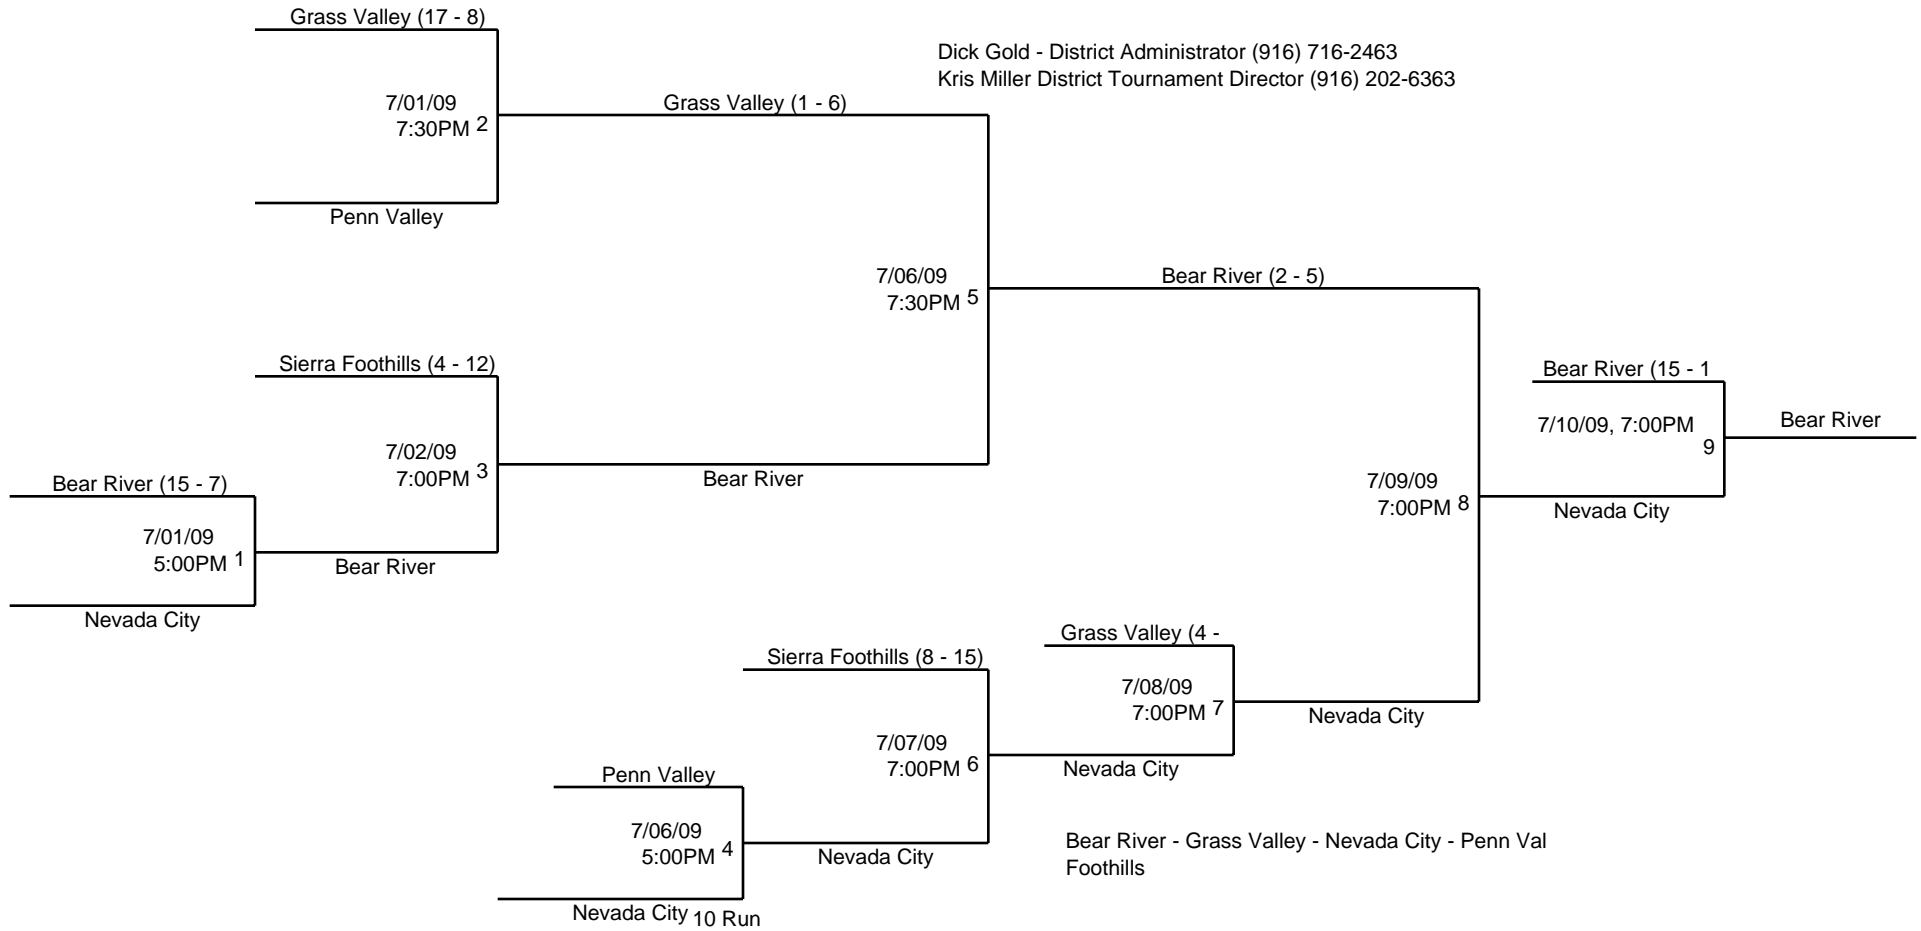 Grass Valley (17 - 8)
Dick Gold - District Administrator (916) 716-2463
Kris Miller District Tournament Director (916) 202-6363
7/01/09
7:30PM 2
Grass Valley (1 - 6)
Penn Valley
7/06/09
7:30PM 5
Bear River (2 - 5)
Sierra Foothills (4 - 12)
Bear River (15 - 1
7/10/09, 7:00PM
9
Bear River
7/02/09
7:00PM 3
Bear River
Bear River (15 - 7)
7/09/09
7:00PM 8
Nevada City
7/01/09
5:00PM 1
Bear River
Nevada City
Grass Valley (4 -
Sierra Foothills (8 - 15)
7/08/09
7:00PM 7
Nevada City
7/07/09
7:00PM 6
Nevada City
Penn Valley
7/06/09
5:00PM 4
Nevada City
Bear River - Grass Valley - Nevada City - Penn Val
Foothills
Nevada City 10 Run